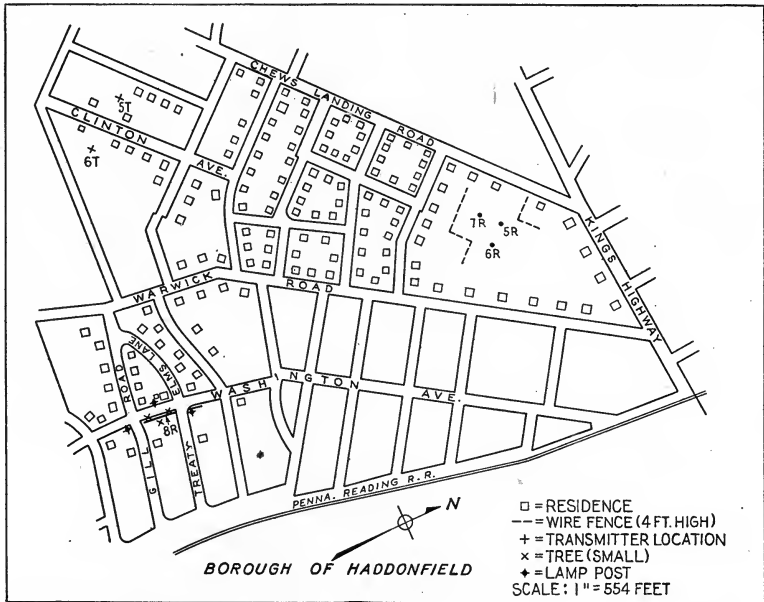 CHEWS LANDING ROAD
5T
CLINTON AVE.
6T
7R
5R
6R
KINGS HIGHWAY
WARWICK ROAD
ELMS LANE
ROAD
WASHINGTON AVE.
8R
GILL
TREATY
PENNA. READING R.R.
N
BOROUGH OF HADDONFIELD
□ = RESIDENCE
--- = WIRE FENCE (4 FT. HIGH)
+ = TRANSMITTER LOCATION
× = TREE (SMALL)
✦ = LAMP POST
SCALE: 1" = 554 FEET